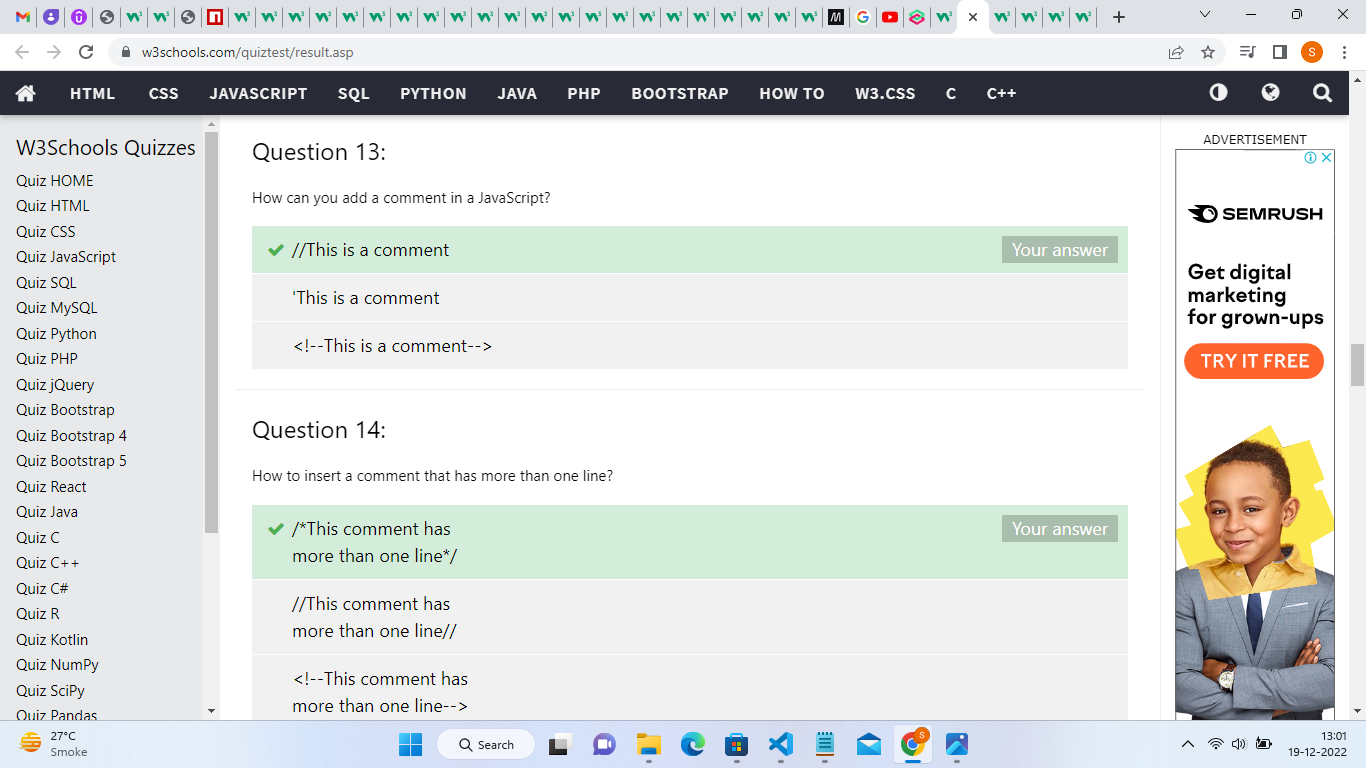 w3schools.com/quiztest/result.asp
S
HTML CSS JAVASCRIPT SQL PYTHON JAVA PHP BOOTSTRAP HOW TO W3.CSS C C++
W3Schools Quizzes
Quiz HOME
Quiz HTML
Quiz CSS
Quiz JavaScript
Quiz SQL
Quiz MySQL
Quiz Python
Quiz PHP
Quiz jQuery
Quiz Bootstrap
Quiz Bootstrap 4
Quiz Bootstrap 5
Quiz React
Quiz Java
Quiz C
Quiz C++
Quiz C#
Quiz R
Quiz Kotlin
Quiz NumPy
Quiz SciPy
Quiz Pandas
Question 13:
How can you add a comment in a JavaScript?
//This is a comment
Your answer
'This is a comment
<!--This is a comment-->
Question 14:
How to insert a comment that has more than one line?
/*This comment has
more than one line*/
Your answer
//This comment has
more than one line//
<!--This comment has
more than one line-->
ADVERTISEMENT
SEMRUSH
Get digital
marketing
for grown-ups
TRY IT FREE
27°C
Smoke
Search
S
13:01
19-12-2022